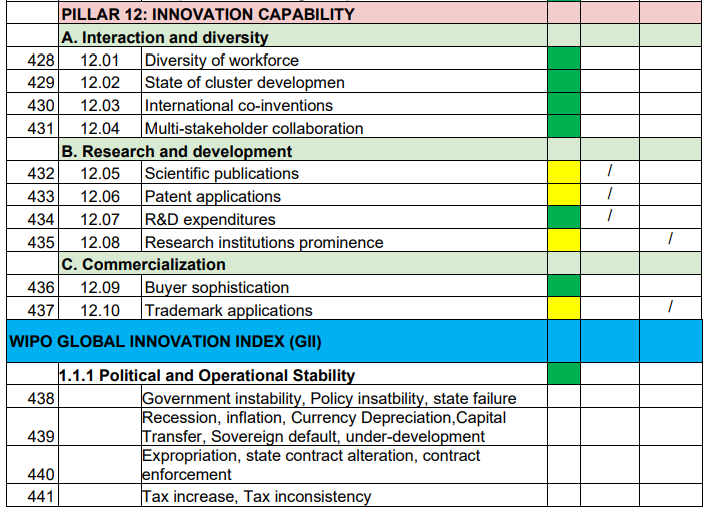 PILLAR 12: INNOVATION CAPABILITY
A. Interaction and diversity
428 12.01 Diversity of workforce
429 12.02 State of cluster developmen
430 12.03 International co-inventions
431 12.04 Multi-stakeholder collaboration
B. Research and development
432 12.05 Scientific publications /
433 12.06 Patent applications /
434 12.07 R&D expenditures /
435 12.08 Research institutions prominence /
C. Commercialization
436 12.09 Buyer sophistication
437 12.10 Trademark applications /
WIPO GLOBAL INNOVATION INDEX (GII)
1.1.1 Political and Operational Stability
438 Government instability, Policy insatbility, state failure
Recession, inflation, Currency Depreciation,Capital
439 Transfer, Sovereign default, under-development
Expropriation, state contract alteration, contract
440 enforcement
441 Tax increase, Tax inconsistency